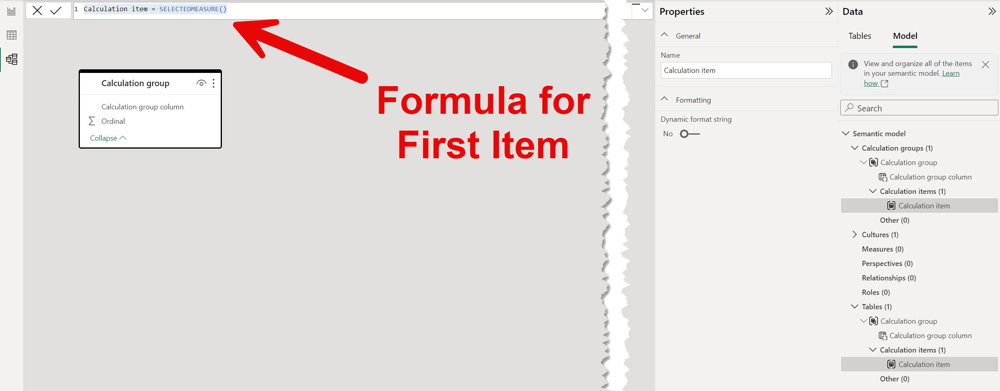 1 Calculation item = SELECTEDMEASURE()
Formula for
First Item
Calculation group
Calculation group column
Ordinal
Collapse
Properties
General
Name
Calculation item
Formatting
Dynamic format string
No
Data
Tables Model
View and organize all of the items
in your semantic model. Learn
how
Search
Semantic model
Calculation groups (1)
Calculation group
Calculation group column
Calculation items (1)
Calculation item
Other (0)
Cultures (1)
Measures (0)
Perspectives (0)
Relationships (0)
Roles (0)
Tables (1)
Calculation group
Calculation group column
Calculation items (1)
Calculation item
Other (0)